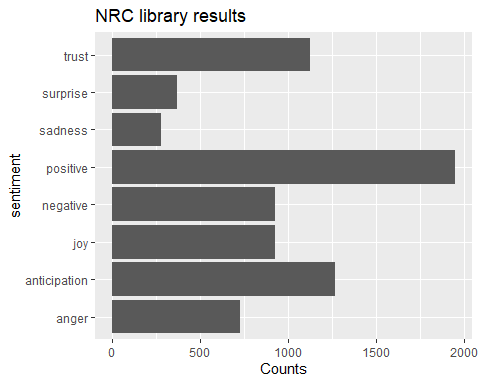 NRC library results
sentiment
trust
surprise
sadness
positive
negative
joy
anticipation
anger
0 500 1000 1500 2000
Counts